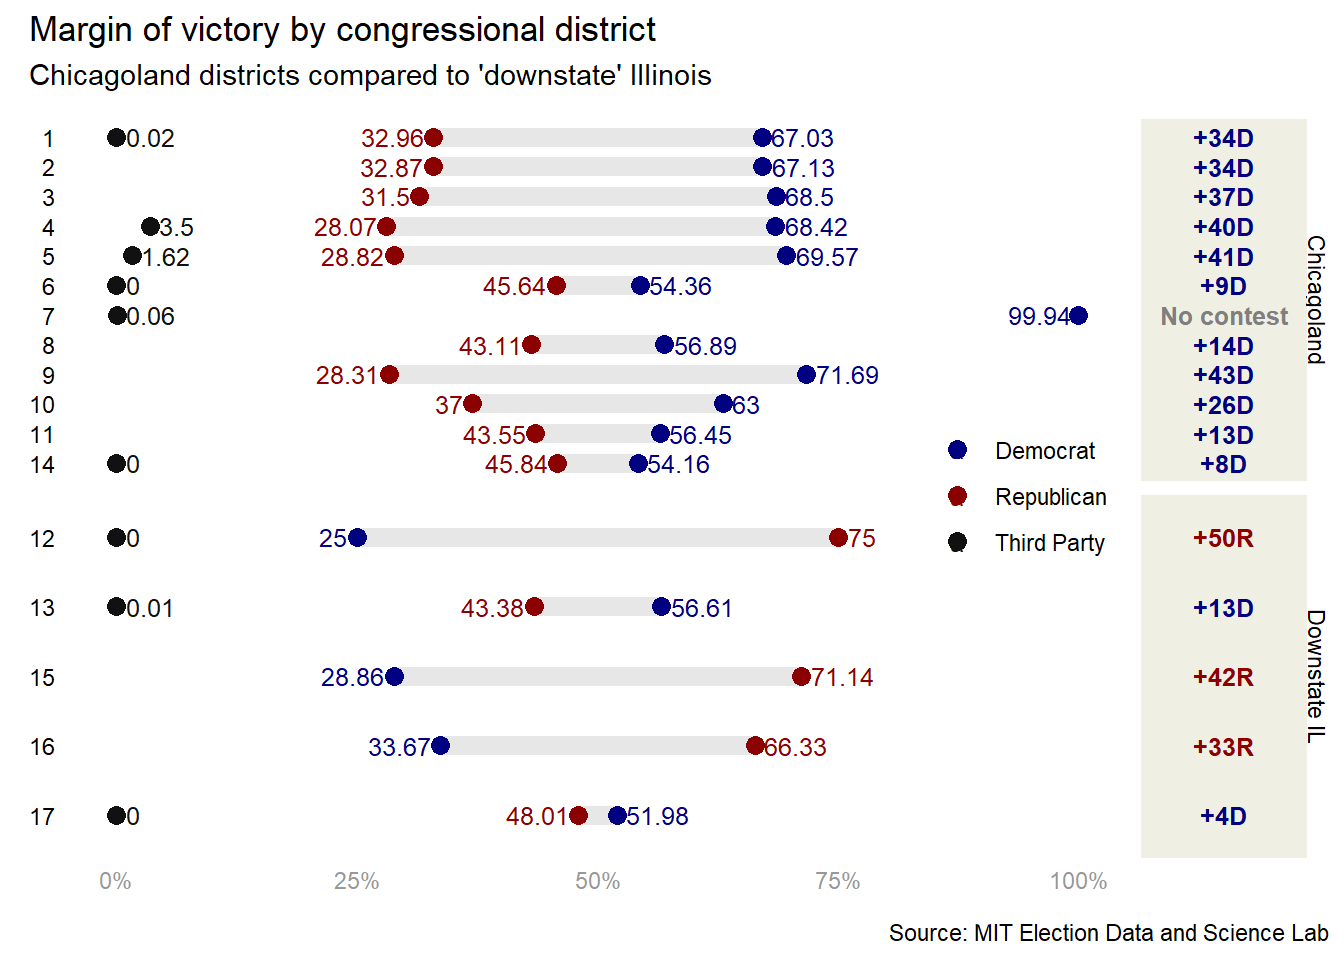 Margin of victory by congressional district
Chicagoland districts compared to 'downstate' Illinois
1 0.02 32.96 67.03 +34D
2 32.87 67.13 +34D
3 31.5 68.5 +37D
4 3.5 28.07 68.42 +40D
5 1.62 28.82 69.57 +41D
6 0 45.64 54.36 +9D
7 0.06 99.94 No contest
8 43.11 56.89 +14D
9 28.31 71.69 +43D
10 37 63 +26D
11 43.55 56.45 +13D
14 0 45.84 54.16 +8D
Chicagoland
Democrat
Republican
Third Party
12 0 25 75 +50R
13 0.01 43.38 56.61 +13D
15 28.86 71.14 +42R
16 33.67 66.33 +33R
17 0 48.01 51.98 +4D
Downstate IL
0% 25% 50% 75% 100%
Source: MIT Election Data and Science Lab